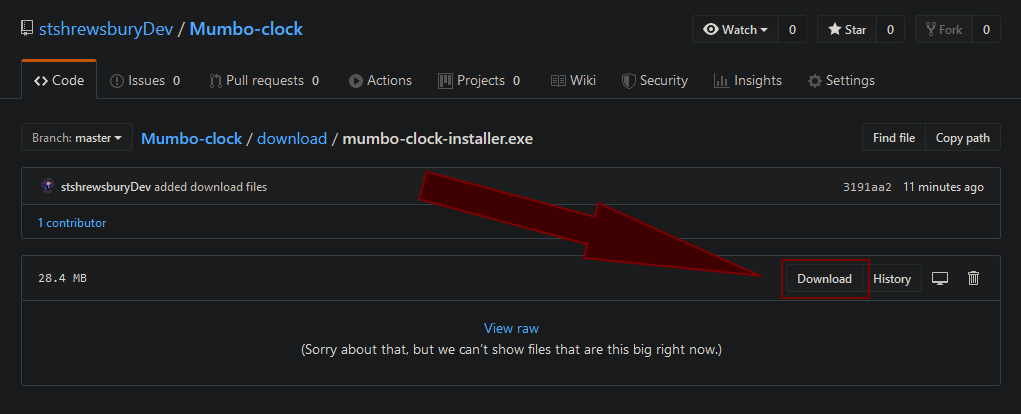 stshrewsburyDev / Mumbo-clock
Watch 0 Star 0 Fork 0
Code Issues 0 Pull requests 0 Actions Projects 0 Wiki Security Insights Settings
Branch: master Mumbo-clock / download / mumbo-clock-installer.exe Find file Copy path
stshrewsburyDev added download files 3191aa2 11 minutes ago
1 contributor
28.4 MB Download History
View raw
(Sorry about that, but we can’t show files that are this big right now.)